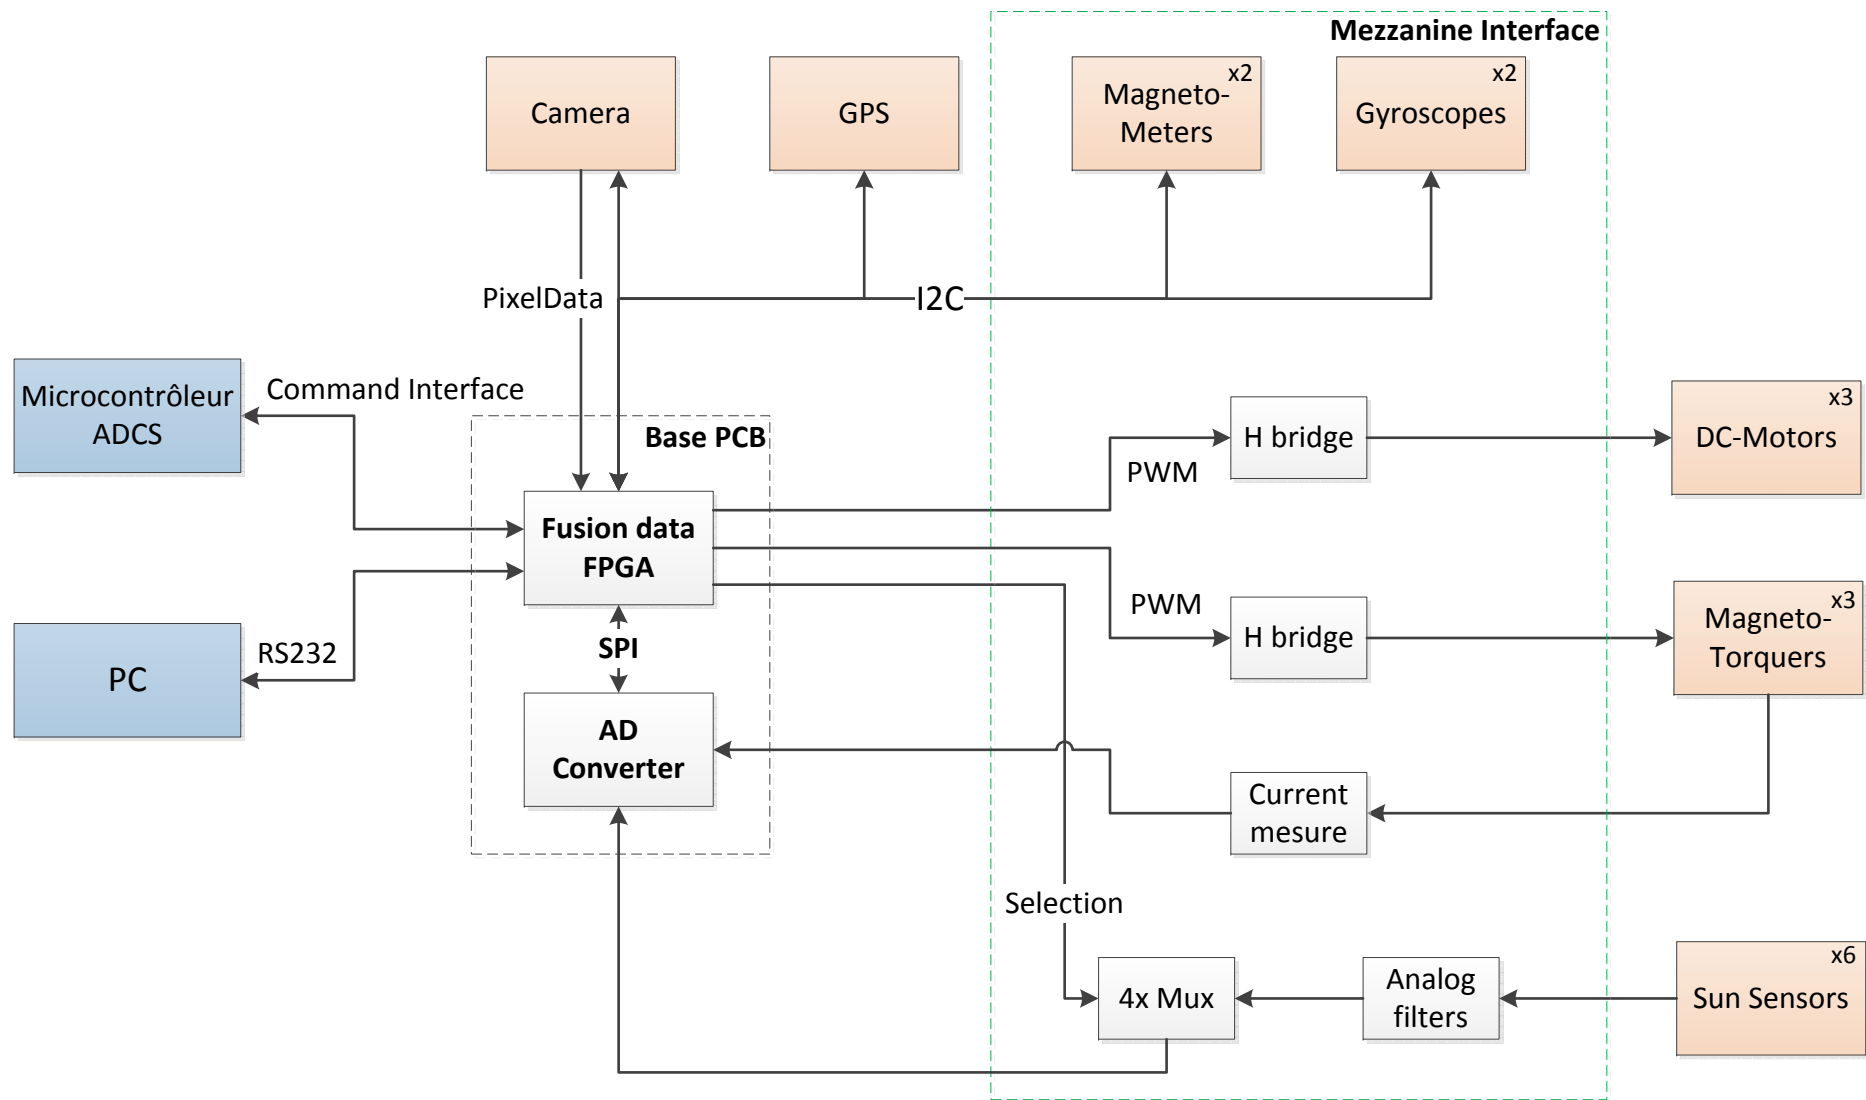 Mezzanine Interface
Camera
GPS
x2
Magneto-
Meters
x2
Gyroscopes
PixelData
I2C
Microcontrôleur
ADCS
Command Interface
Base PCB
Fusion data
FPGA
PWM
H bridge
x3
DC-Motors
PC
RS232
SPI
PWM
H bridge
x3
Magneto-
Torquers
AD
Converter
Current
mesure
Selection
4x Mux
Analog
filters
x6
Sun Sensors